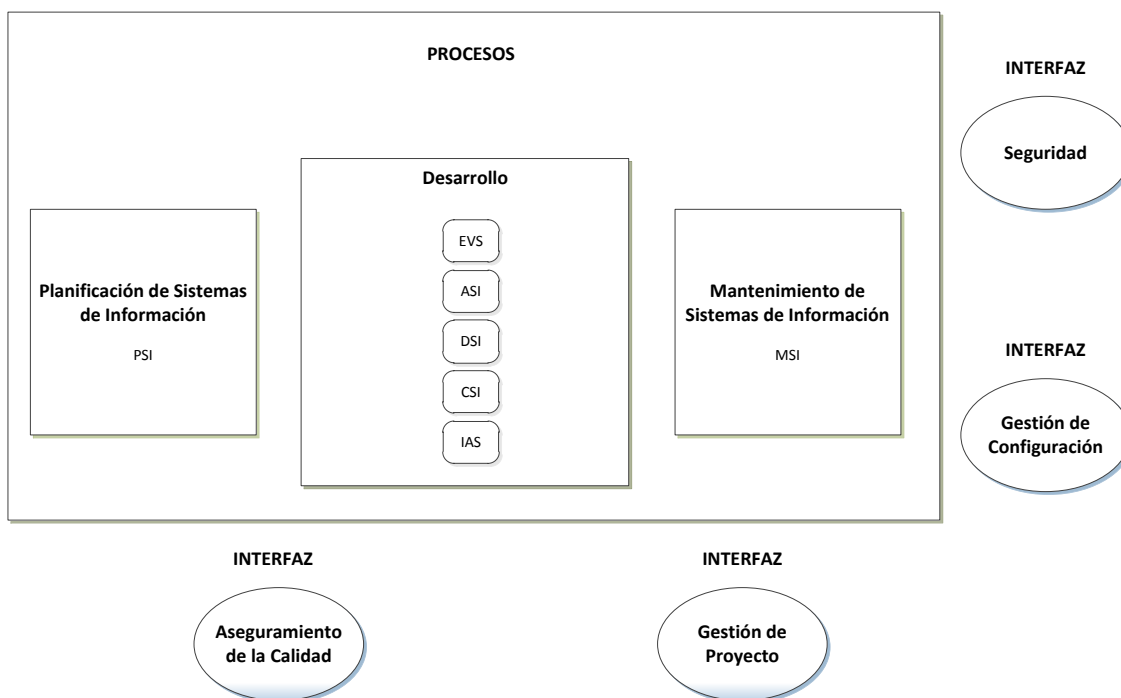 PROCESOS
INTERFAZ
Seguridad
Desarrollo
EVS
ASI
DSI
CSI
IAS
Planificación de Sistemas
de Información
PSI
Mantenimiento de
Sistemas de Información
MSI
INTERFAZ
Gestión de
Configuración
INTERFAZ
Aseguramiento
de la Calidad
INTERFAZ
Gestión de
Proyecto